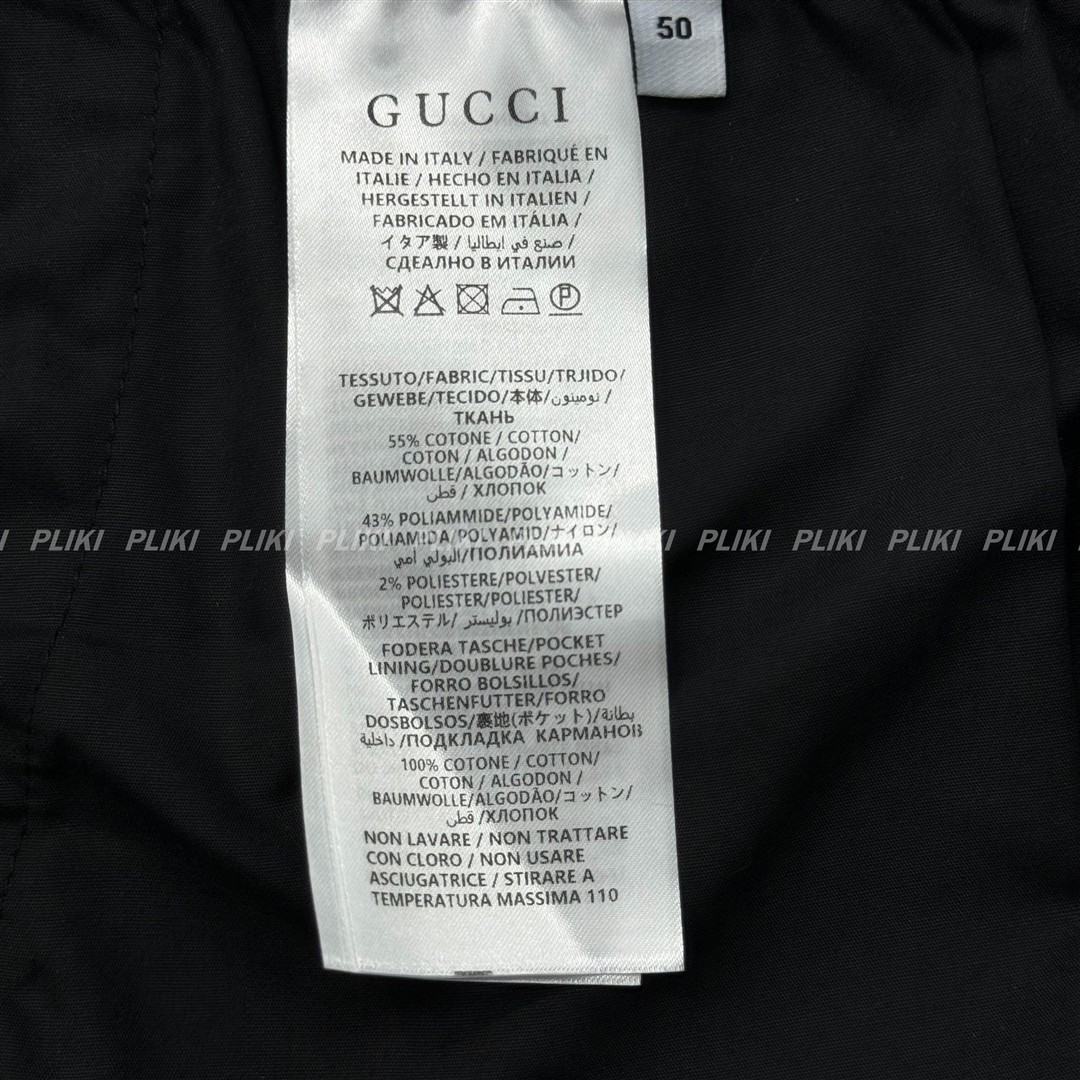 50
GUCCI
MADE IN ITALY / FABRIQUÉ EN
ITALIE / HECHO EN ITALIA /
HERGESTELLT IN ITALIEN /
FABRICADO EM ITÁLIA /
イタア製 / صنع في ايطاليا /
СДЕАЛНО В ИТАЛИИ
TESSUTO/FABRIC/TISSU/TRJIDO/
GEWEBE/TECIDO/本体/نومينون /
ТКАНЬ
55% COTONE / COTTON/
COTON / ALGODON /
BAUMWOLLE/ALGODÃO/コットン/
قطن / ХЛОПОК
43% POLIAMMIDE/POLYAMIDE/
POLIAMIDA/POLYAMID/ナイロン/
البولي أمي/ПОЛИАМИА
2% POLIESTERE/POLVESTER/
POLIESTER/POLIESTER/
ポリエステル/ بوليستر /ПОЛИЭСТЕР
FODERA TASCHE/POCKET
LINING/DOUBLURE POCHES/
FORRO BOLSILLOS/
TASCHENFUTTER/FORRO
DOSBOLSOS/裏地(ポケット)/بطانة
داخلية /ПОДКЛАДКА КАРМАНОВ
100% COTONE / COTTON/
COTON / ALGODON /
BAUMWOLLE/ALGODÃO/コットン/
قطن /ХЛОПОК
NON LAVARE / NON TRATTARE
CON CLORO / NON USARE
ASCIUGATRICE / STIRARE A
TEMPERATURA MASSIMA 110
PLIKI PLIKI PLIKI PLIKI PLIKI PLIKI PLIKI PLIKI